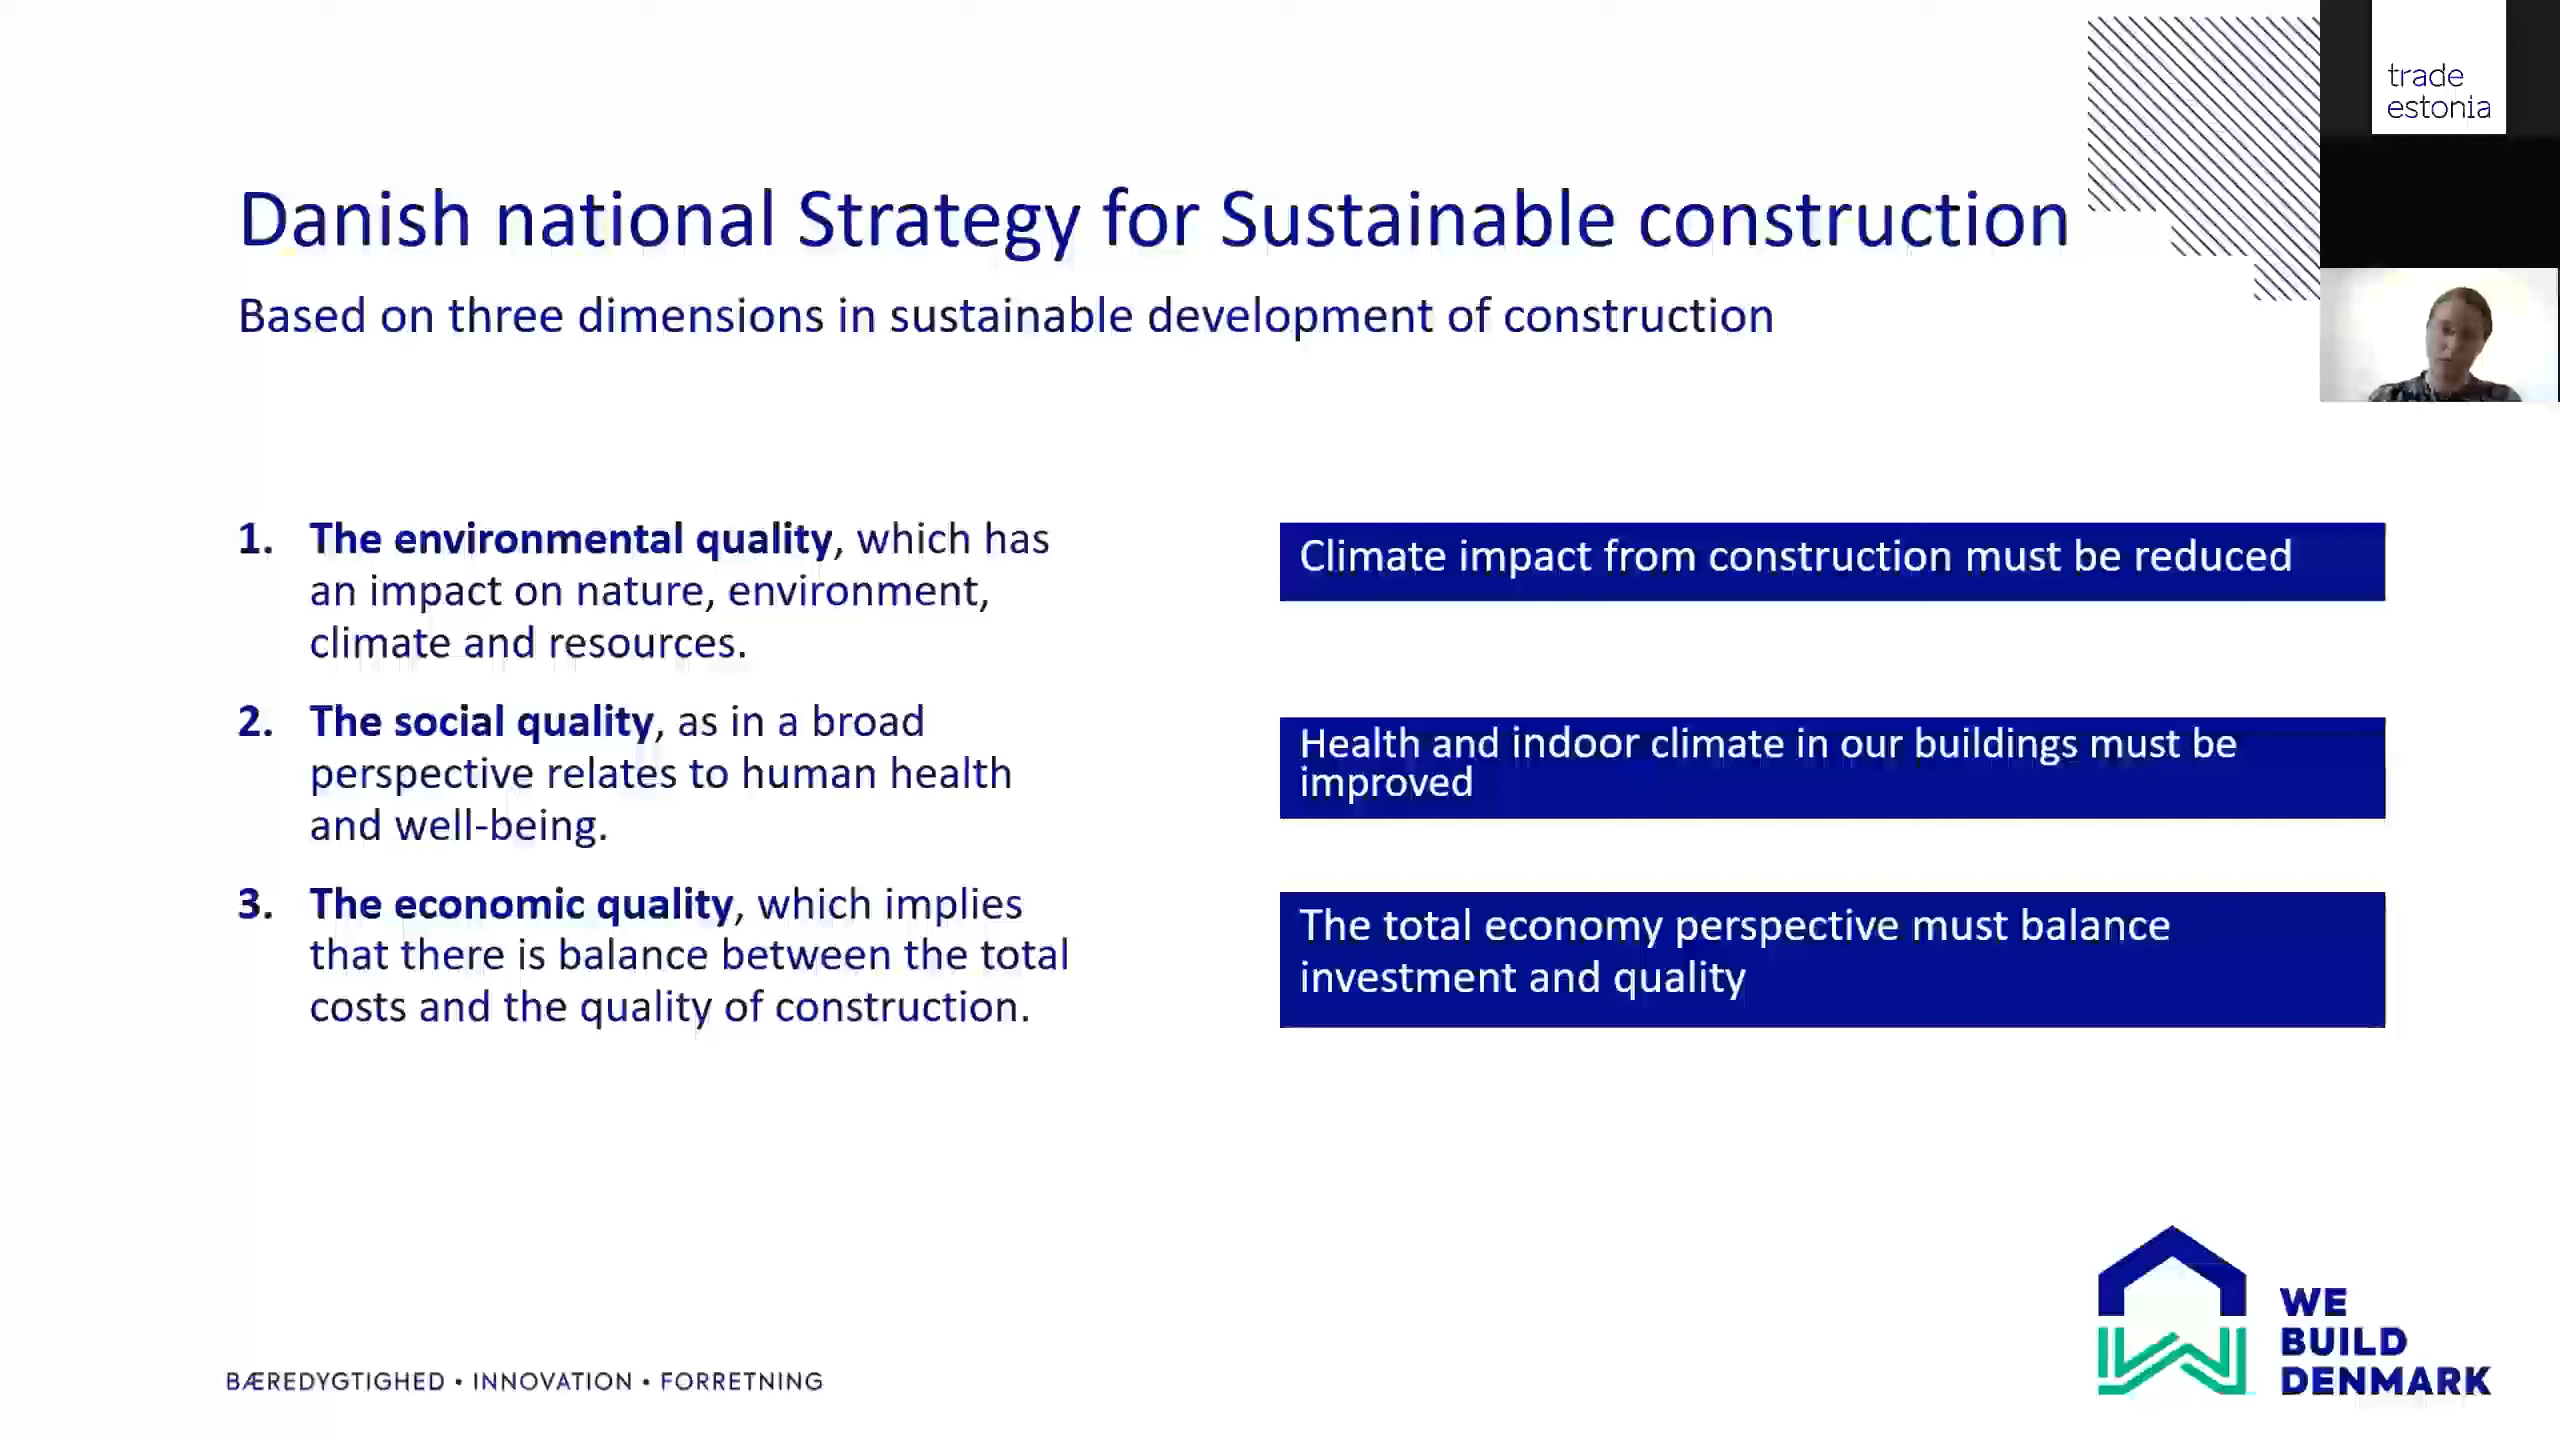 trade
estonia
Danish national Strategy for Sustainable construction
Based on three dimensions in sustainable development of construction
1. The environmental quality, which has
an impact on nature, environment,
climate and resources.
Climate impact from construction must be reduced
2. The social quality, as in a broad
perspective relates to human health
and well-being.
Health and indoor climate in our buildings must be
improved
3. The economic quality, which implies
that there is balance between the total
costs and the quality of construction.
The total economy perspective must balance
investment and quality
BÆREDYGTIGHED • INNOVATION • FORRETNING
WE
BUILD
DENMARK